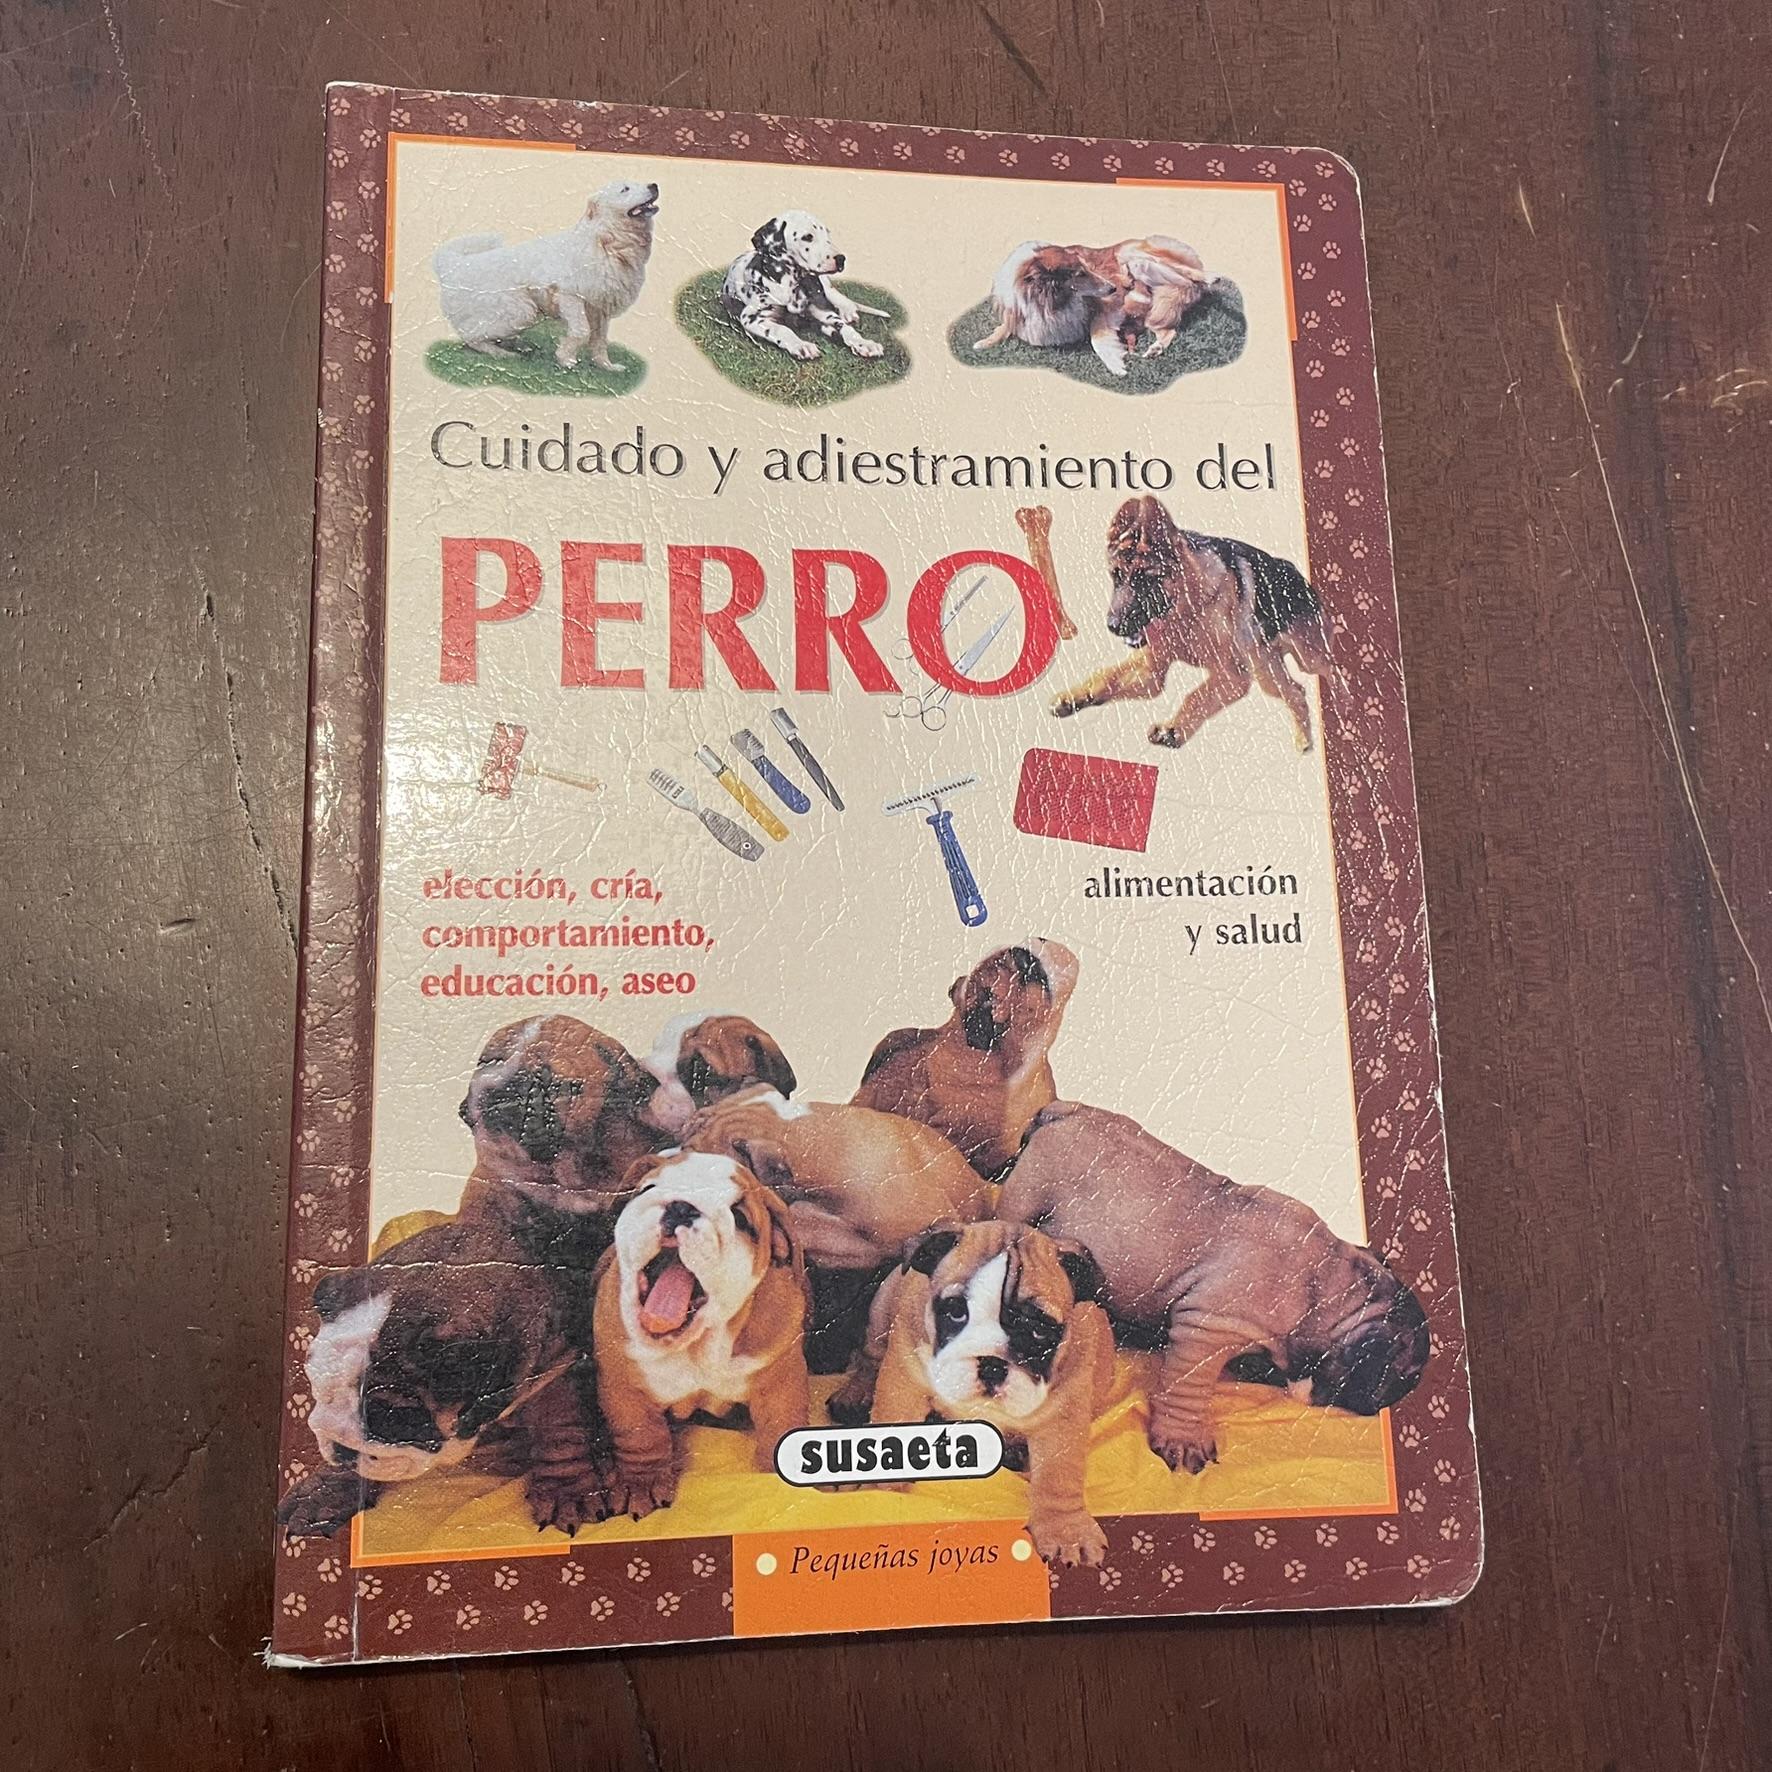 Cuidado y adiestramiento del
PERRO
elección, cría,
comportamiento,
educación, aseo
alimentación
y salud
susaeta
Pequeñas joyas